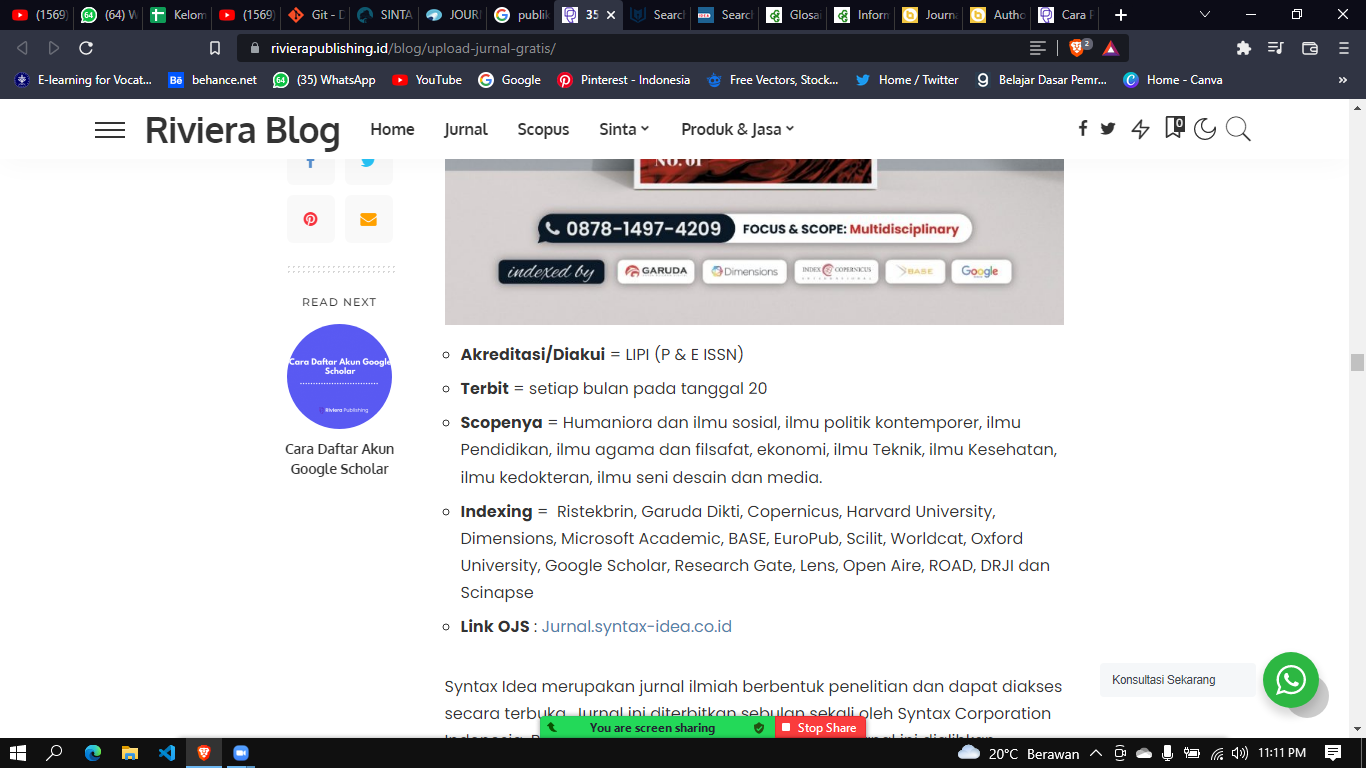 (1569)
(64) W
Kelom
(1569)
Git - D
SINTA
JOUR
publik
35
Search
Search
Glosai
Inform
Journa
Autho
Cara P
rivierapublishing.id/blog/upload-jurnal-gratis/
2
E-learning for Vocat...
behance.net
(35) WhatsApp
YouTube
Google
Pinterest - Indonesia
Free Vectors, Stock...
Home / Twitter
Belajar Dasar Pemr...
Home - Canva
Riviera Blog
Home
Jurnal
Scopus
Sinta
Produk & Jasa
0
NO. 01
0878-1497-4209
FOCUS & SCOPE: Multidisciplinary
indexed by
GARUDA
Dimensions
INDEX COPERNICUS
INTERNATIONAL
BASE
Google
READ NEXT
Cara Daftar Akun Google
Scholar
Riviera Publishing
Cara Daftar Akun
Google Scholar
Akreditasi/Diakui = LIPI (P & E ISSN)
Terbit = setiap bulan pada tanggal 20
Scopenya = Humaniora dan ilmu sosial, ilmu politik kontemporer, ilmu
Pendidikan, ilmu agama dan filsafat, ekonomi, ilmu Teknik, ilmu Kesehatan,
ilmu kedokteran, ilmu seni desain dan media.
Indexing = Ristekbrin, Garuda Dikti, Copernicus, Harvard University,
Dimensions, Microsoft Academic, BASE, EuroPub, Scilit, Worldcat, Oxford
University, Google Scholar, Research Gate, Lens, Open Aire, ROAD, DRJI dan
Scinapse
Link OJS : Jurnal.syntax-idea.co.id
Syntax Idea merupakan jurnal ilmiah berbentuk penelitian dan dapat diakses
secara terbuka. Jurnal ini diterbitkan sebulan sekali oleh Syntax Corporation
Konsultasi Sekarang
You are screen sharing
Stop Share
20°C Berawan
11:11 PM